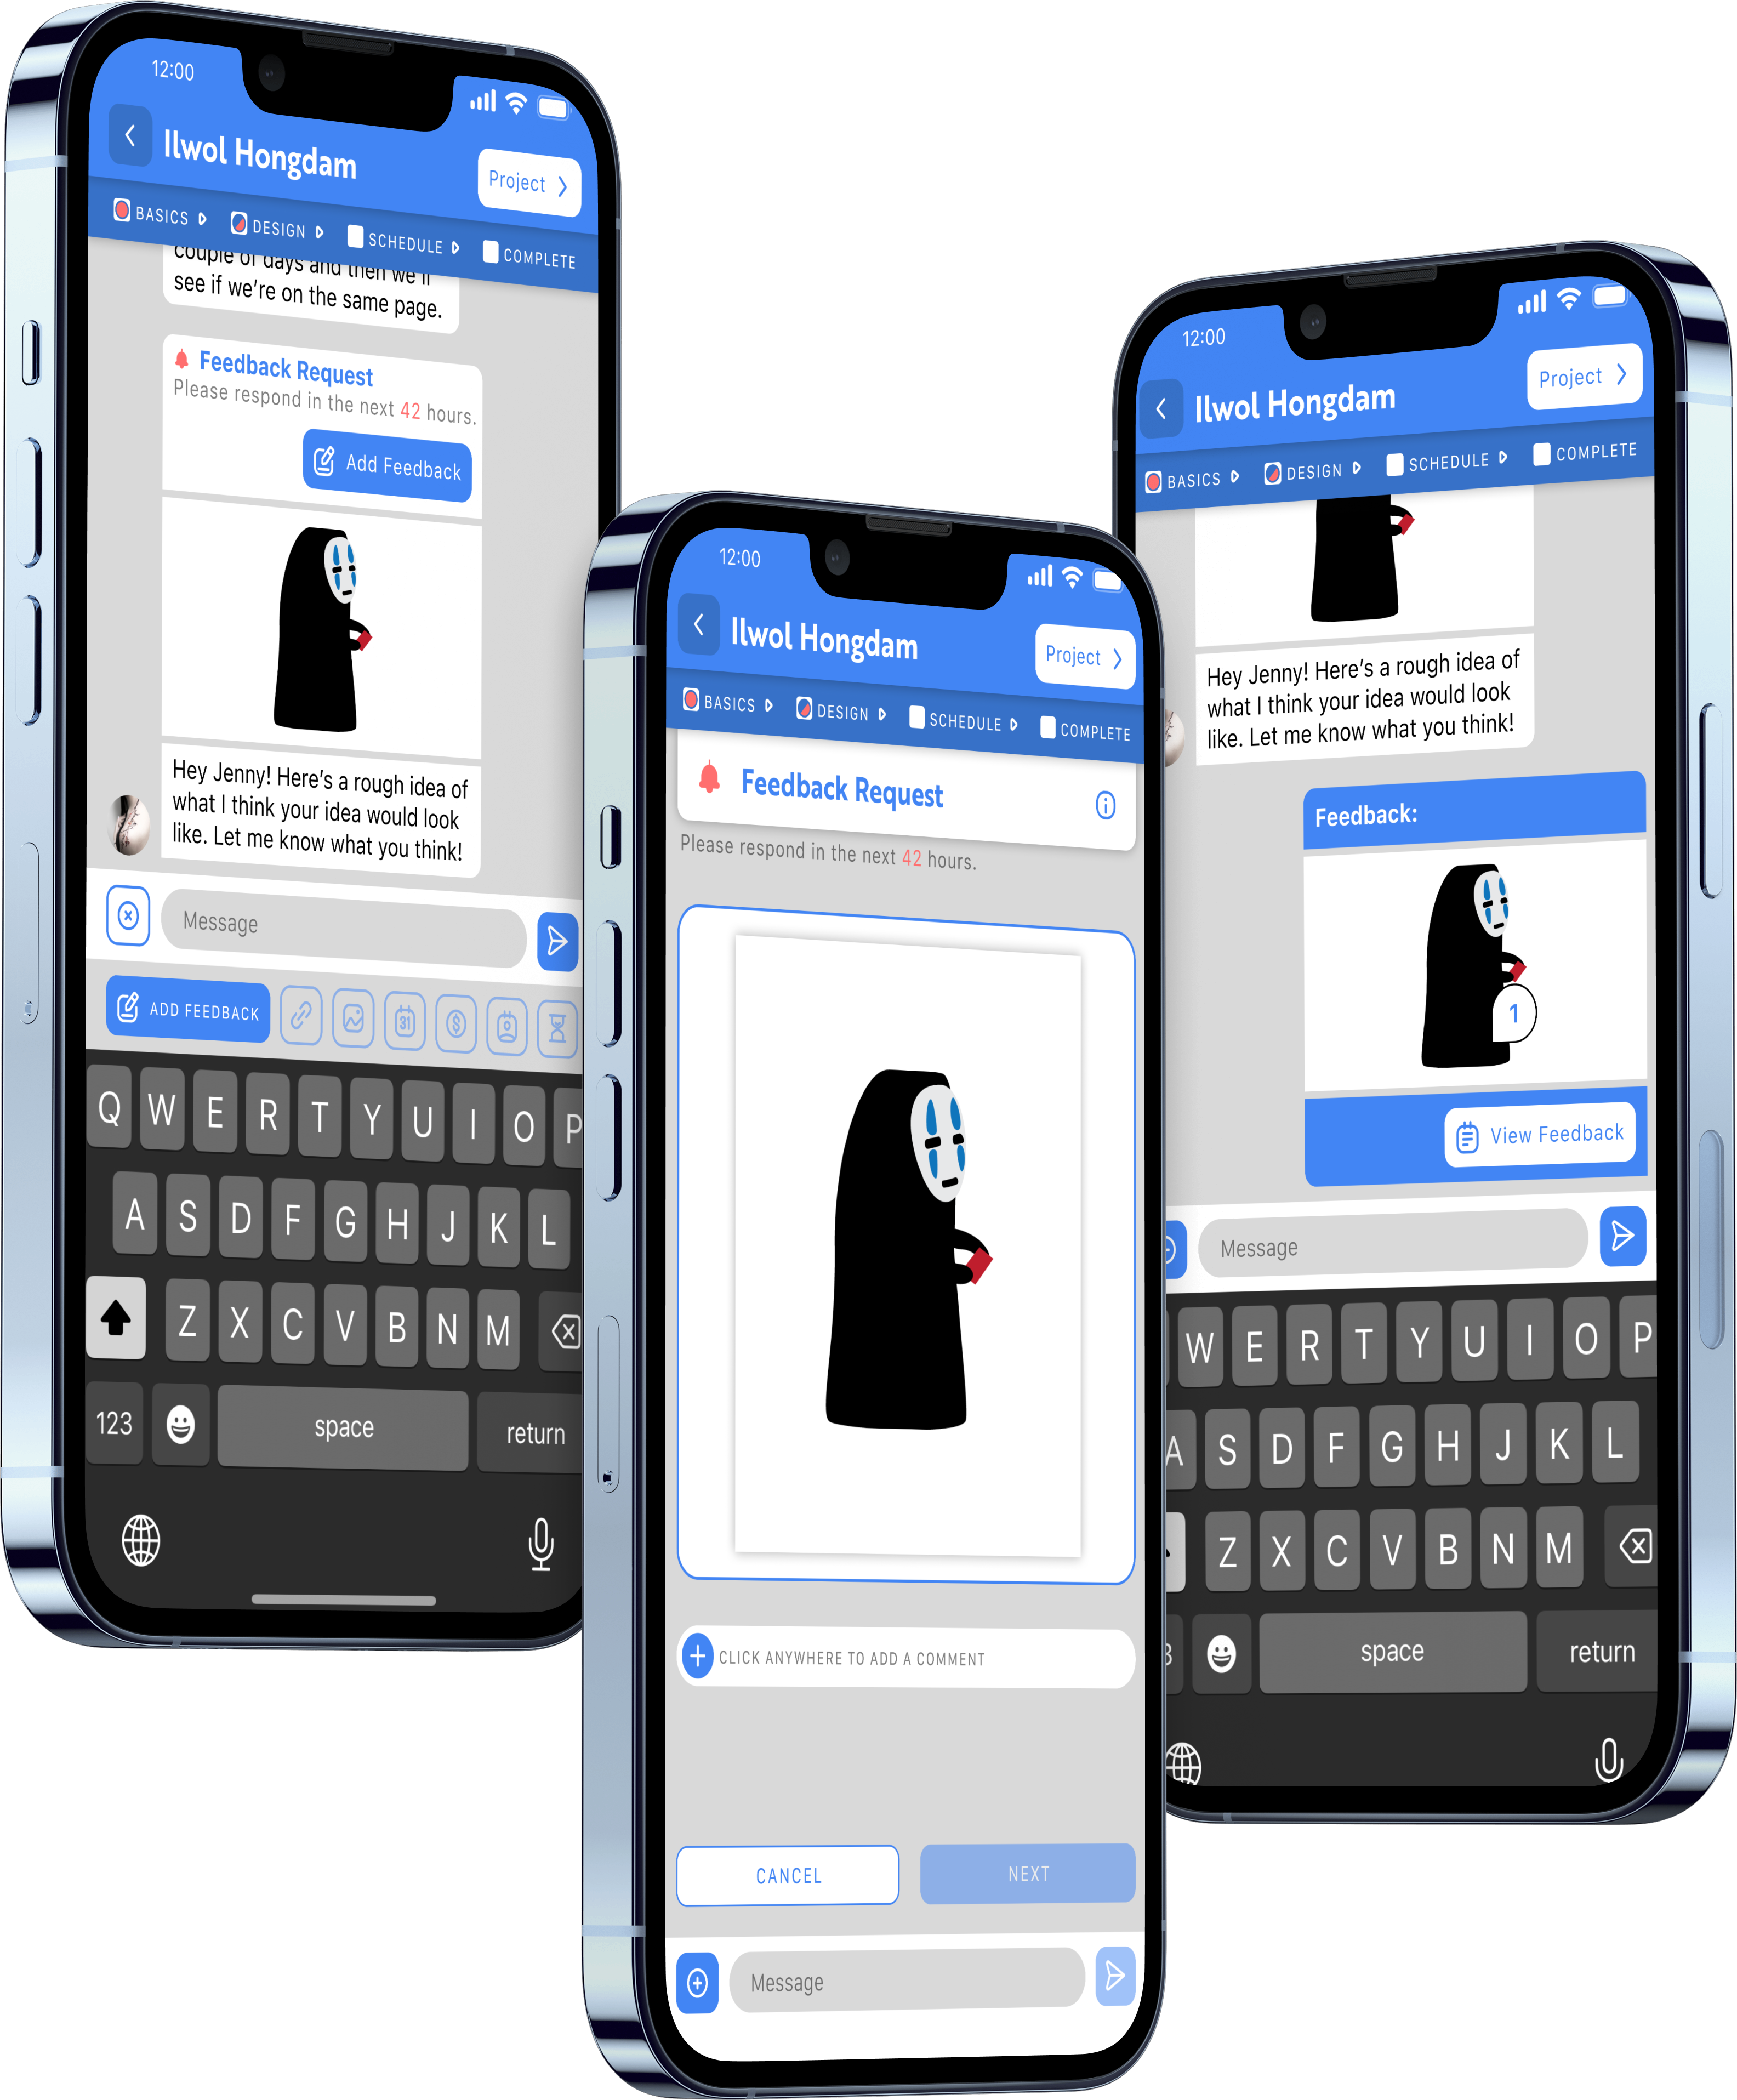 12:00
Ilwol Hongdam
Project
BASICS DESIGN SCHEDULE COMPLETE
couple of days and then we'll
see if we're on the same page.
Feedback Request
Please respond in the next 42 hours.
Add Feedback
Hey Jenny! Here's a rough idea of
what I think your idea would look
like. Let me know what you think!
Message
ADD FEEDBACK
31
$
Q W E R T Y U I O P
A S D F G H J K L
Z X C V B N M
123 space return
12:00
Ilwol Hongdam
Project
BASICS DESIGN SCHEDULE COMPLETE
Feedback Request
Please respond in the next 42 hours.
CLICK ANYWHERE TO ADD A COMMENT
CANCEL NEXT
Message
12:00
Ilwol Hongdam
Project
BASICS DESIGN SCHEDULE COMPLETE
Hey Jenny! Here's a rough idea of
what I think your idea would look
like. Let me know what you think!
Feedback:
1
View Feedback
Message
W E R T Y U I O P
A S D F G H J K L
Z X C V B N M
3 space return